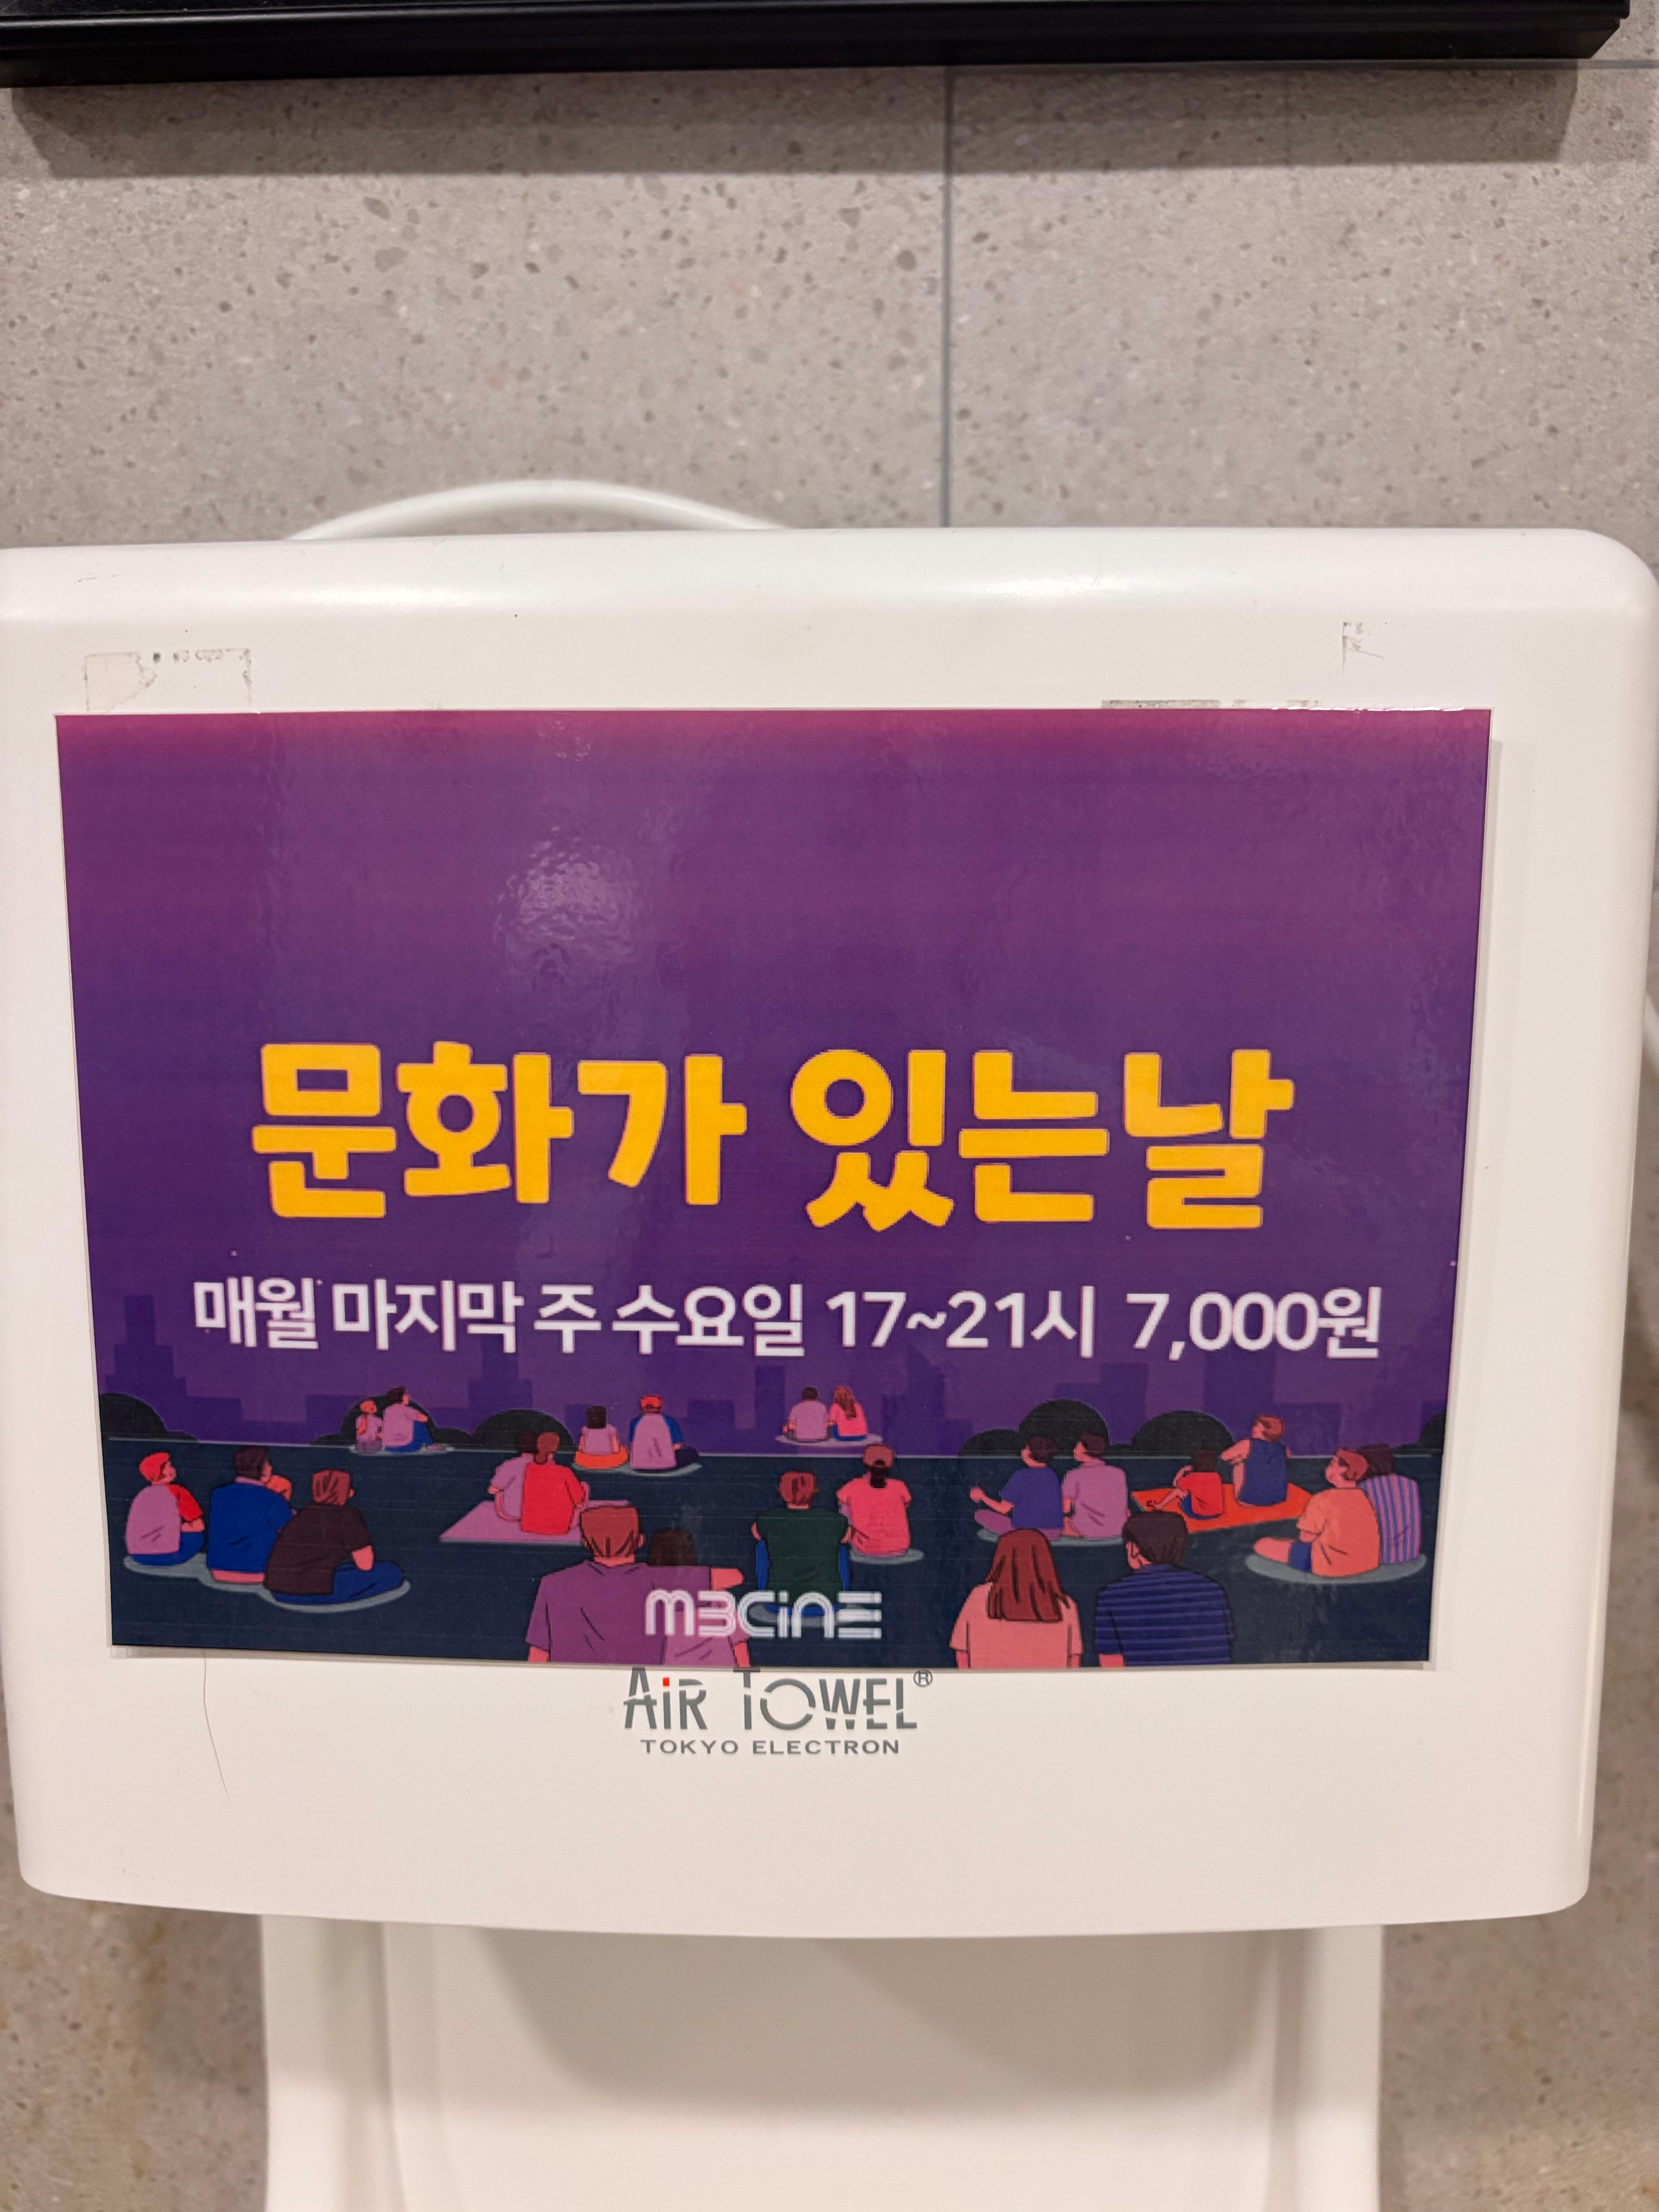 문화가 있는날
매월 마지막 주 수요일 17~21시 7,000원
M3CINE
AIR TOWEL®
TOKYO ELECTRON